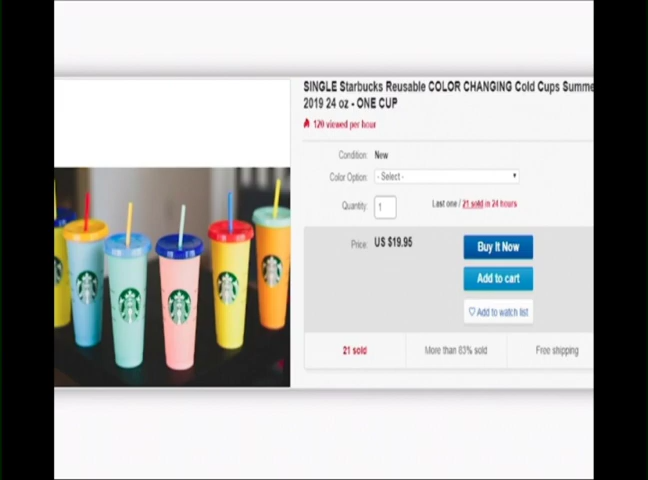 SINGLE Starbucks Reusable COLOR CHANGING Cold Cups Summe
2019 24 oz - ONE CUP
120 viewed per hour
Condition: New
Color Option: - Select -
Quantity: 1 Last one / 21 sold in 24 hours
Price: US $19.95
Buy It Now
Add to cart
Add to watch list
21 sold More than 83% sold Free shipping